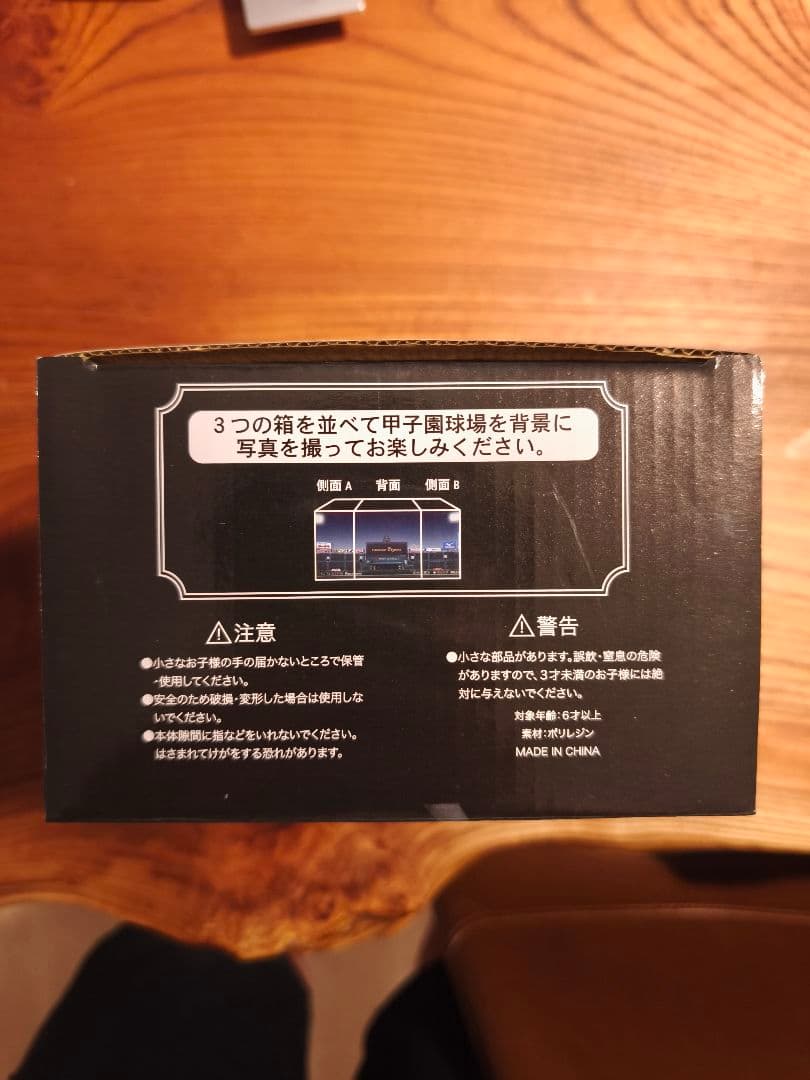 3つの箱を並べて甲子園球場を背景に
写真を撮ってお楽しみください。
側面A 背面 側面B
⚠注意
●小さなお子様の手の届かないところで保管
・使用してください。
●安全のため破損・変形した場合は使用しな
いでください。
●本体隙間に指などをいれないでください。
はさまれてけがをする恐れがあります。
⚠警告
●小さな部品があります。誤飲・窒息の危険
がありますので、3才未満のお子様には絶
対に与えないでください。
対象年齢：6才以上
素材：ポリレジン
MADE IN CHINA